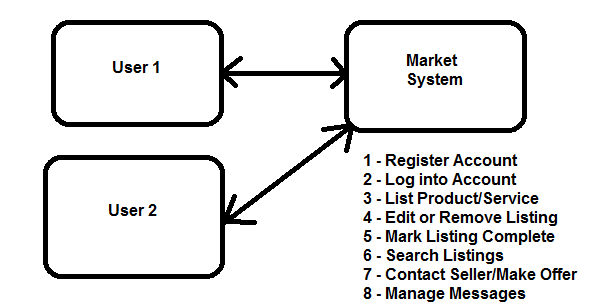 User 1
Market
System
User 2
1 - Register Account
2 - Log into Account
3 - List Product/Service
4 - Edit or Remove Listing
5 - Mark Listing Complete
6 - Search Listings
7 - Contact Seller/Make Offer
8 - Manage Messages